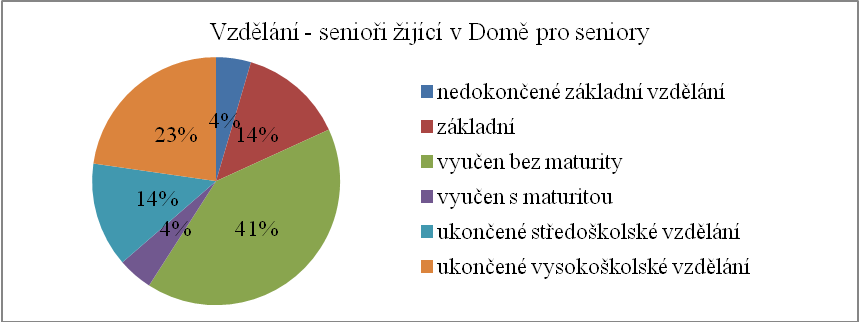 Vzdělání - senioři žijící v Domě pro seniory
4%
14%
23%
14%
4%
41%
nedokončené základní vzdělání
základní
vyučen bez maturity
vyučen s maturitou
ukončené středoškolské vzdělání
ukončené vysokoškolské vzdělání